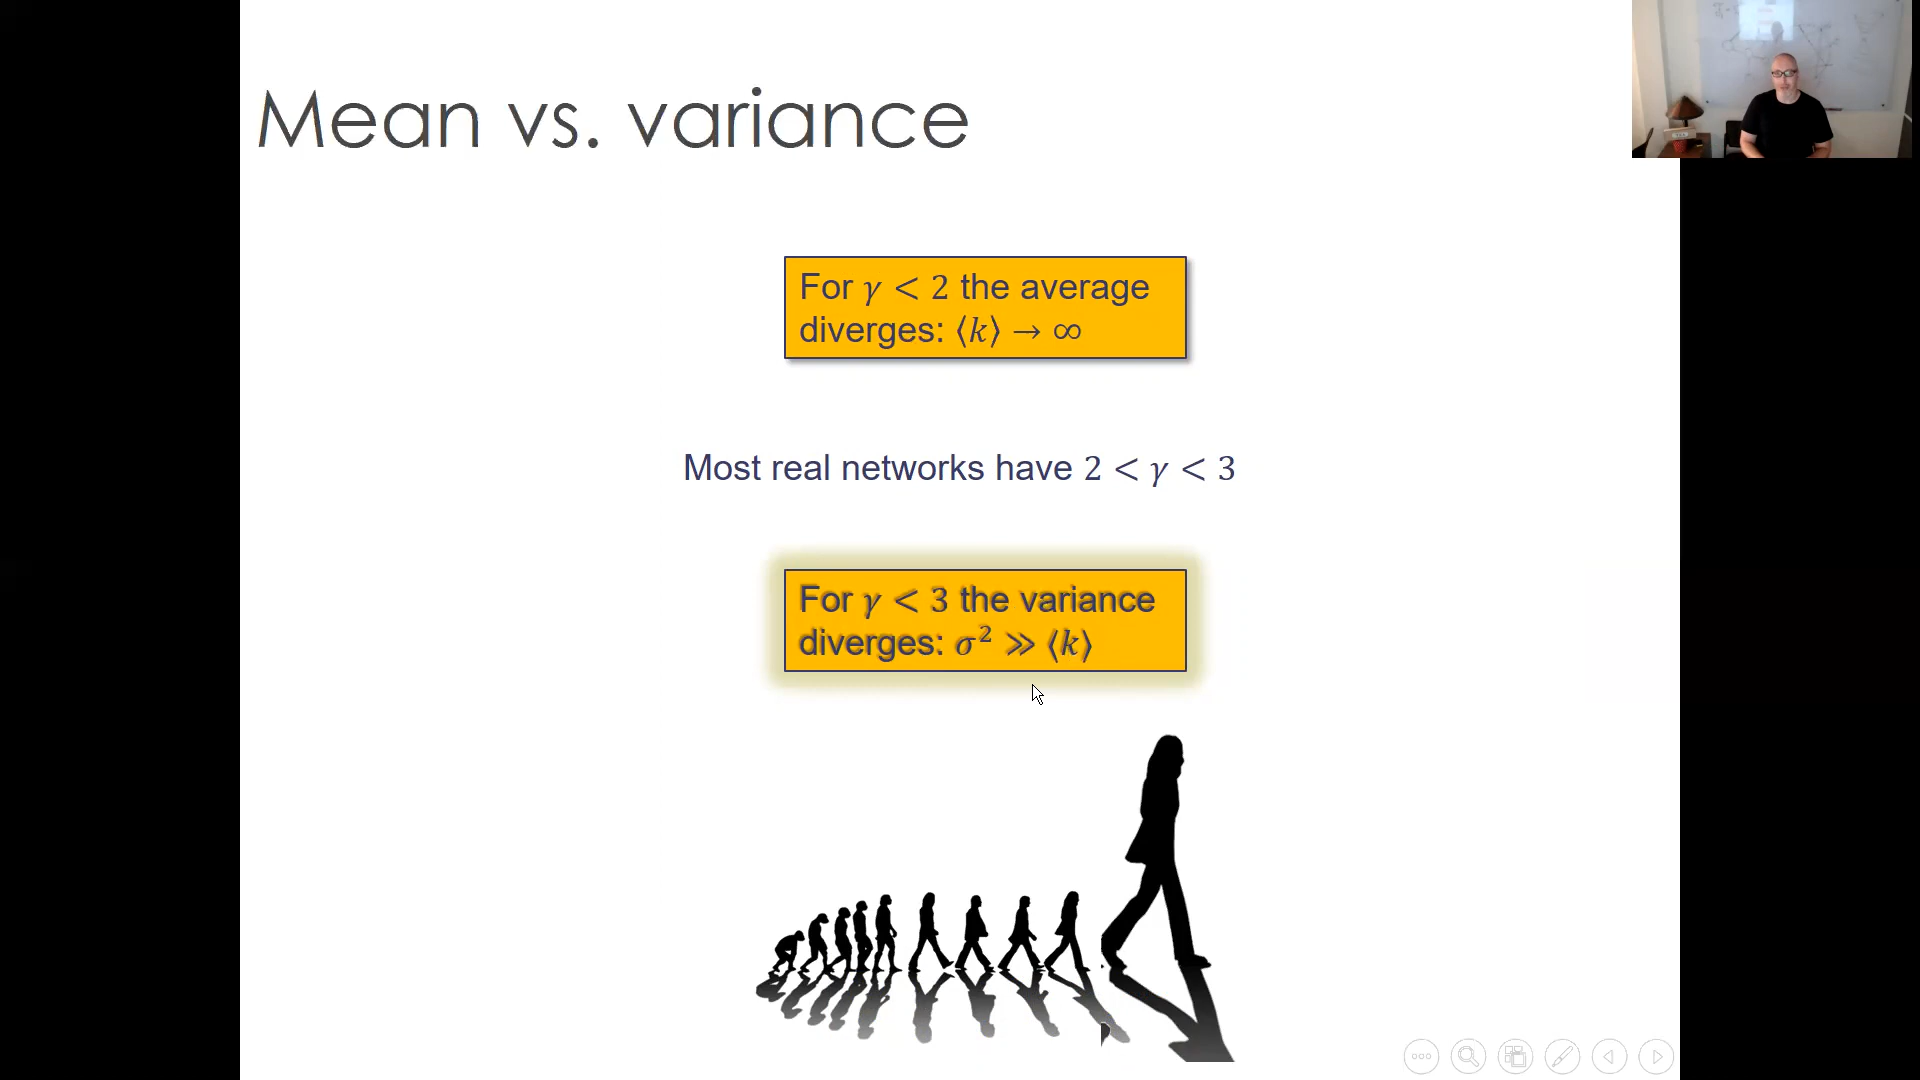 Mean vs. variance
For γ < 2 the average
diverges: ⟨k⟩ → ∞
Most real networks have 2 < γ < 3
For γ < 3 the variance
diverges: σ² ≫ ⟨k⟩